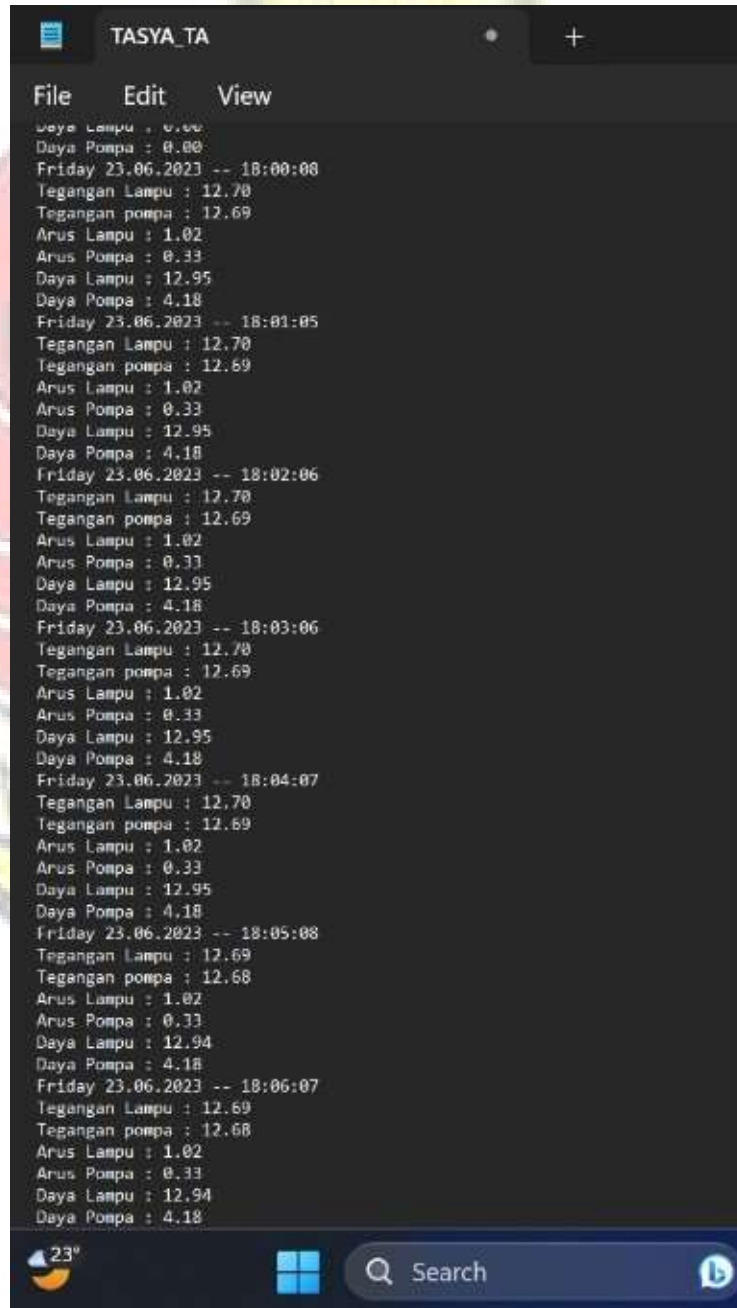 TASYA_TA
File Edit View
Daya Lampu : 0.00
Daya Pompa : 0.00
Friday 23.06.2023 -- 18:00:08
Tegangan Lampu : 12.70
Tegangan pompa : 12.69
Arus Lampu : 1.02
Arus Pompa : 0.33
Daya Lampu : 12.95
Daya Pompa : 4.18
Friday 23.06.2023 -- 18:01:05
Tegangan Lampu : 12.70
Tegangan pompa : 12.69
Arus Lampu : 1.02
Arus Pompa : 0.33
Daya Lampu : 12.95
Daya Pompa : 4.18
Friday 23.06.2023 -- 18:02:06
Tegangan Lampu : 12.70
Tegangan pompa : 12.69
Arus Lampu : 1.02
Arus Pompa : 0.33
Daya Lampu : 12.95
Daya Pompa : 4.18
Friday 23.06.2023 -- 18:03:06
Tegangan Lampu : 12.70
Tegangan pompa : 12.69
Arus Lampu : 1.02
Arus Pompa : 0.33
Daya Lampu : 12.95
Daya Pompa : 4.18
Friday 23.06.2023 -- 18:04:07
Tegangan Lampu : 12.70
Tegangan pompa : 12.69
Arus Lampu : 1.02
Arus Pompa : 0.33
Daya Lampu : 12.95
Daya Pompa : 4.18
Friday 23.06.2023 -- 18:05:08
Tegangan Lampu : 12.69
Tegangan pompa : 12.68
Arus Lampu : 1.02
Arus Pompa : 0.33
Daya Lampu : 12.94
Daya Pompa : 4.18
Friday 23.06.2023 -- 18:06:07
Tegangan Lampu : 12.69
Tegangan pompa : 12.68
Arus Lampu : 1.02
Arus Pompa : 0.33
Daya Lampu : 12.94
Daya Pompa : 4.18
23° Search